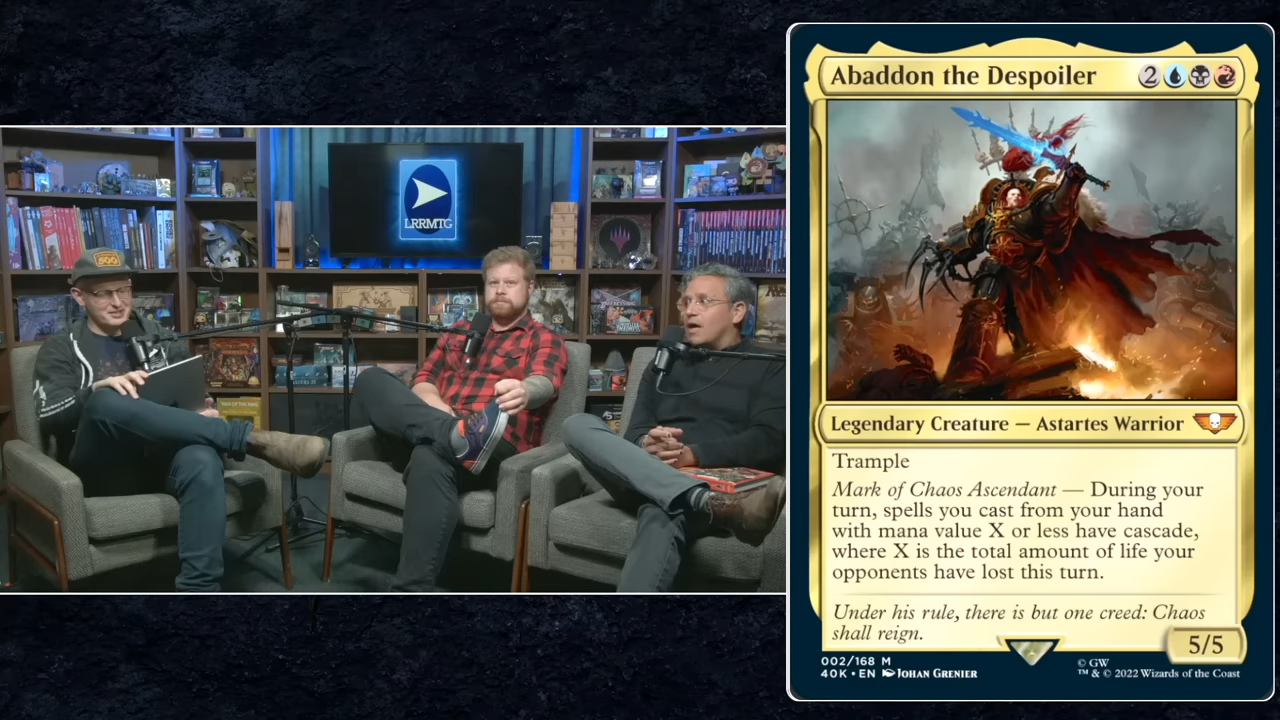 500
LRRMTG
Abaddon the Despoiler
2
Legendary Creature — Astartes Warrior
Trample
Mark of Chaos Ascendant — During your
turn, spells you cast from your hand
with mana value X or less have cascade,
where X is the total amount of life your
opponents have lost this turn.
Under his rule, there is but one creed: Chaos
shall reign.
5/5
002/168 M
40K • EN Johan Grenier
© GW
™ & © 2022 Wizards of the Coast